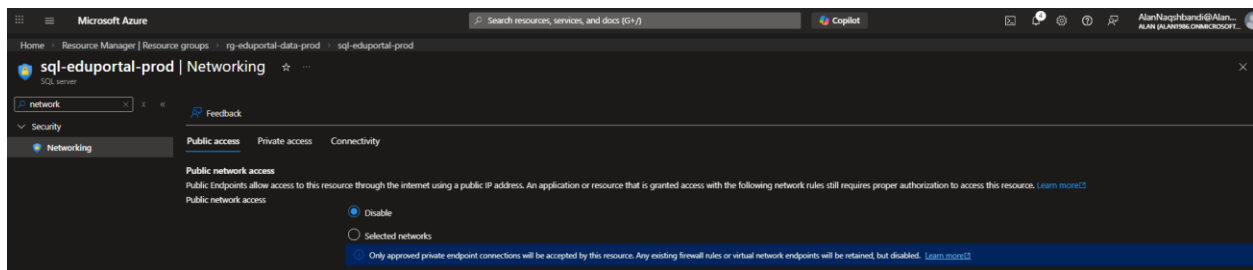 Microsoft Azure
Search resources, services, and docs (G+/)
Copilot
4
AlanNaqshbandi@Alan...
ALAN (ALAN1986.ONMICROSOFT....
Home > Resource Manager | Resource groups > rg-eduportal-data-prod > sql-eduportal-prod
sql-eduportal-prod | Networking
SQL server
network
Feedback
Security
Networking
Public access Private access Connectivity
Public network access
Public Endpoints allow access to this resource through the internet using a public IP address. An application or resource that is granted access with the following network rules still requires proper authorization to access this resource. Learn more
Public network access
Disable
Selected networks
Only approved private endpoint connections will be accepted by this resource. Any existing firewall rules or virtual network endpoints will be retained, but disabled. Learn more